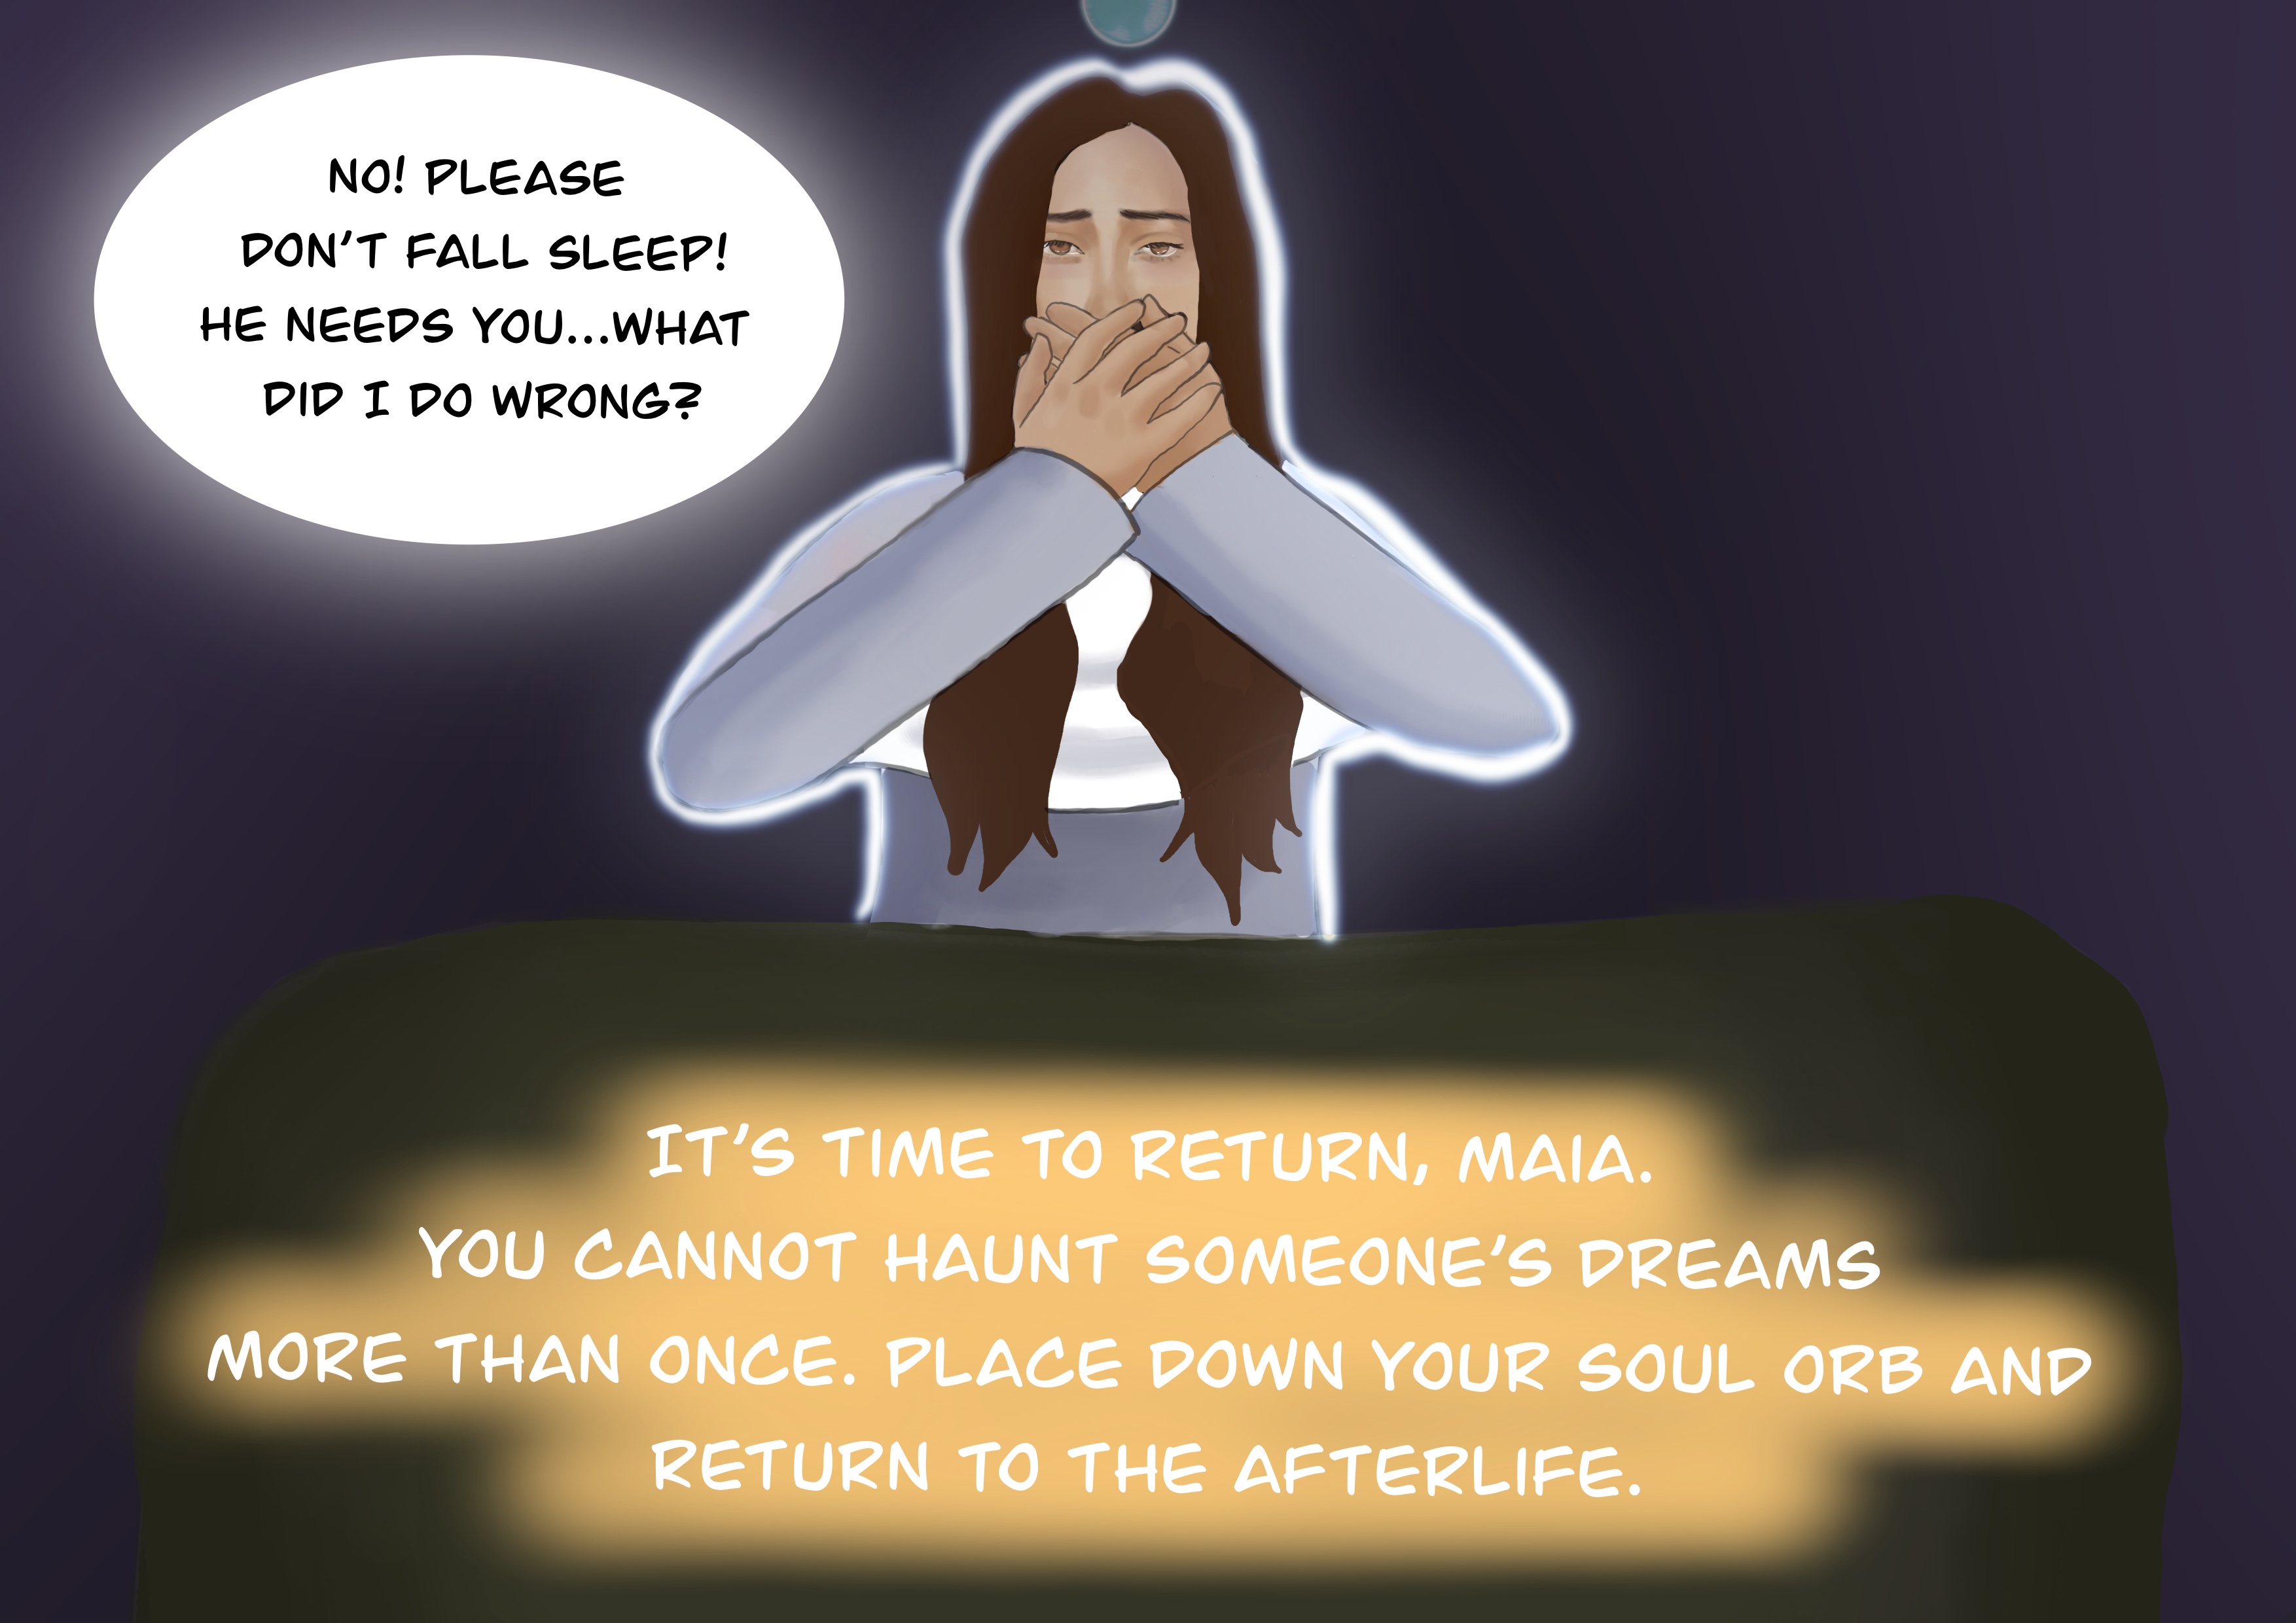 NO! PLEASE
DON'T FALL SLEEP!
HE NEEDS YOU...WHAT
DID I DO WRONG?
IT'S TIME TO RETURN, MAIA.
YOU CANNOT HAUNT SOMEONE'S DREAMS
MORE THAN ONCE. PLACE DOWN YOUR SOUL ORB AND
RETURN TO THE AFTERLIFE.